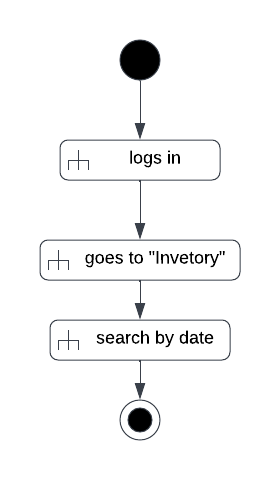 logs in
goes to "Invetory"
search by date